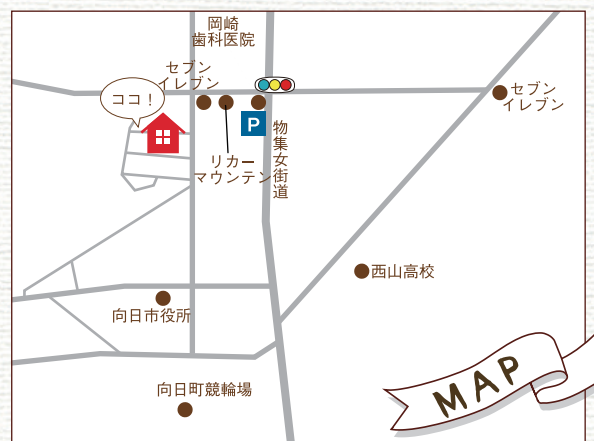 岡崎
歯科医院
セブン
イレブン
ココ！
セブン
イレブン
P
物集女街道
リカー
マウンテン
西山高校
向日市役所
向日町競輪場
MAP